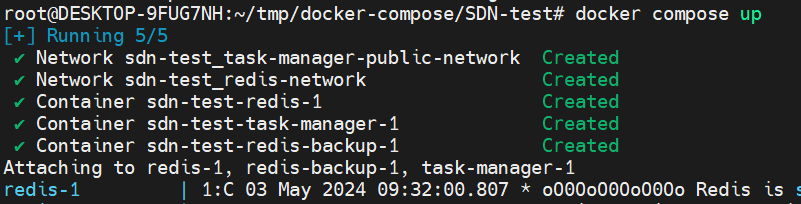 root@DESKTOP-9FUG7NH:~/tmp/docker-compose/SDN-test# docker compose up
[+] Running 5/5
✔ Network sdn-test_task-manager-public-network Created
✔ Network sdn-test_redis-network Created
✔ Container sdn-test-redis-1 Created
✔ Container sdn-test-task-manager-1 Created
✔ Container sdn-test-redis-backup-1 Created
Attaching to redis-1, redis-backup-1, task-manager-1
redis-1 | 1:C 03 May 2024 09:32:00.807 * oO0OoO0OoO0Oo Redis is s